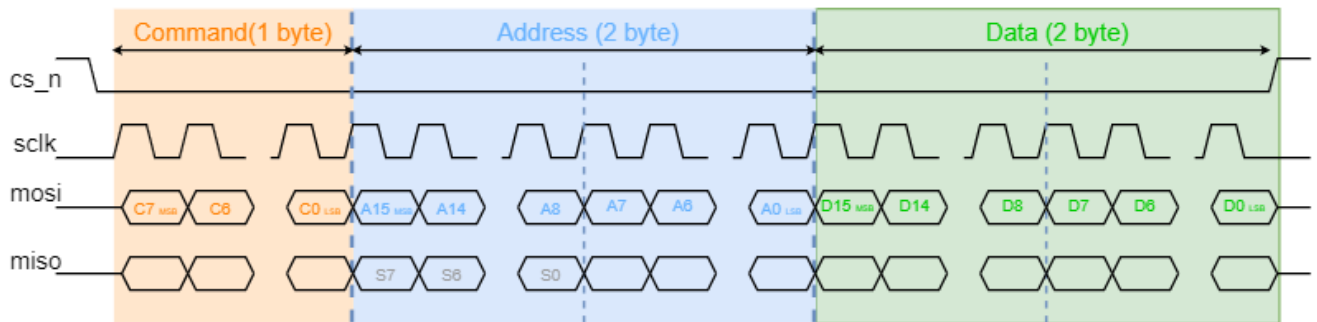 Command(1 byte) Address (2 byte) Data (2 byte)
cs_n
sclk
mosi C7 MSB C6 C0 LSB A15 MSB A14 A8 A7 A6 A0 LSB D15 MSB D14 D8 D7 D6 D0 LSB
miso S7 S6 S0